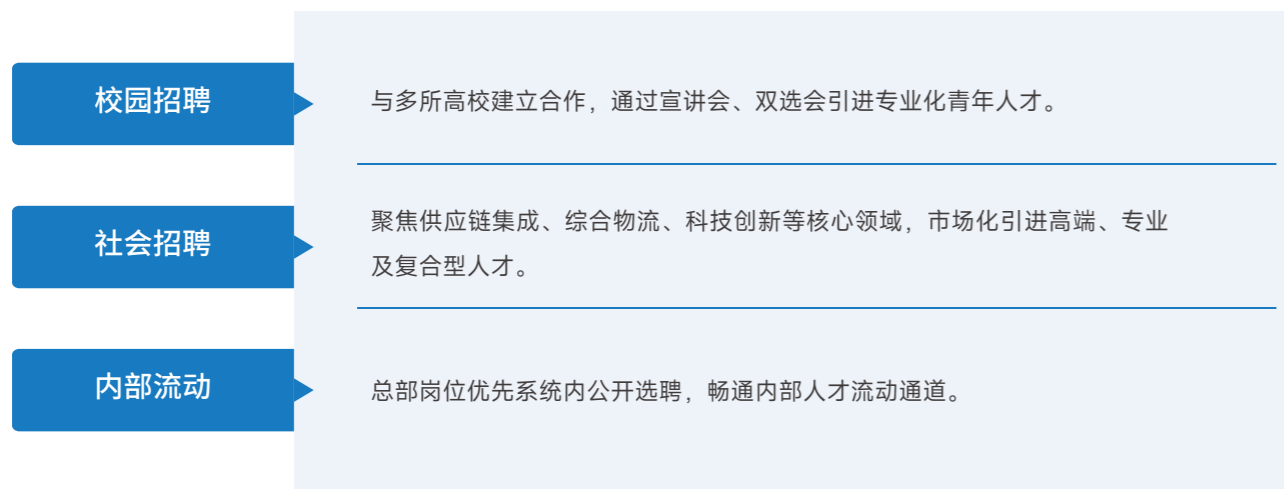 校园招聘
与多所高校建立合作，通过宣讲会、双选会引进专业化青年人才。
社会招聘
聚焦供应链集成、综合物流、科技创新等核心领域，市场化引进高端、专业
及复合型人才。
内部流动
总部岗位优先系统内公开选聘，畅通内部人才流动通道。